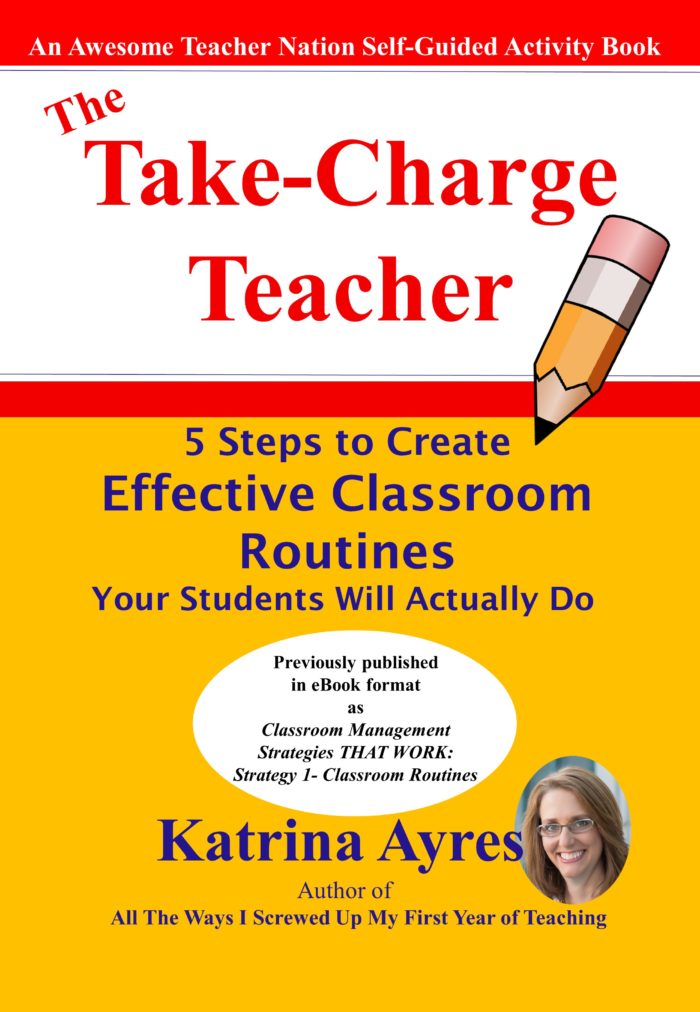 An Awesome Teacher Nation Self-Guided Activity Book
The
Take-Charge
Teacher
5 Steps to Create
Effective Classroom
Routines
Your Students Will Actually Do
Previously published
in eBook format
as
Classroom Management
Strategies THAT WORK:
Strategy 1- Classroom Routines
Katrina Ayres
Author of
All The Ways I Screwed Up My First Year of Teaching